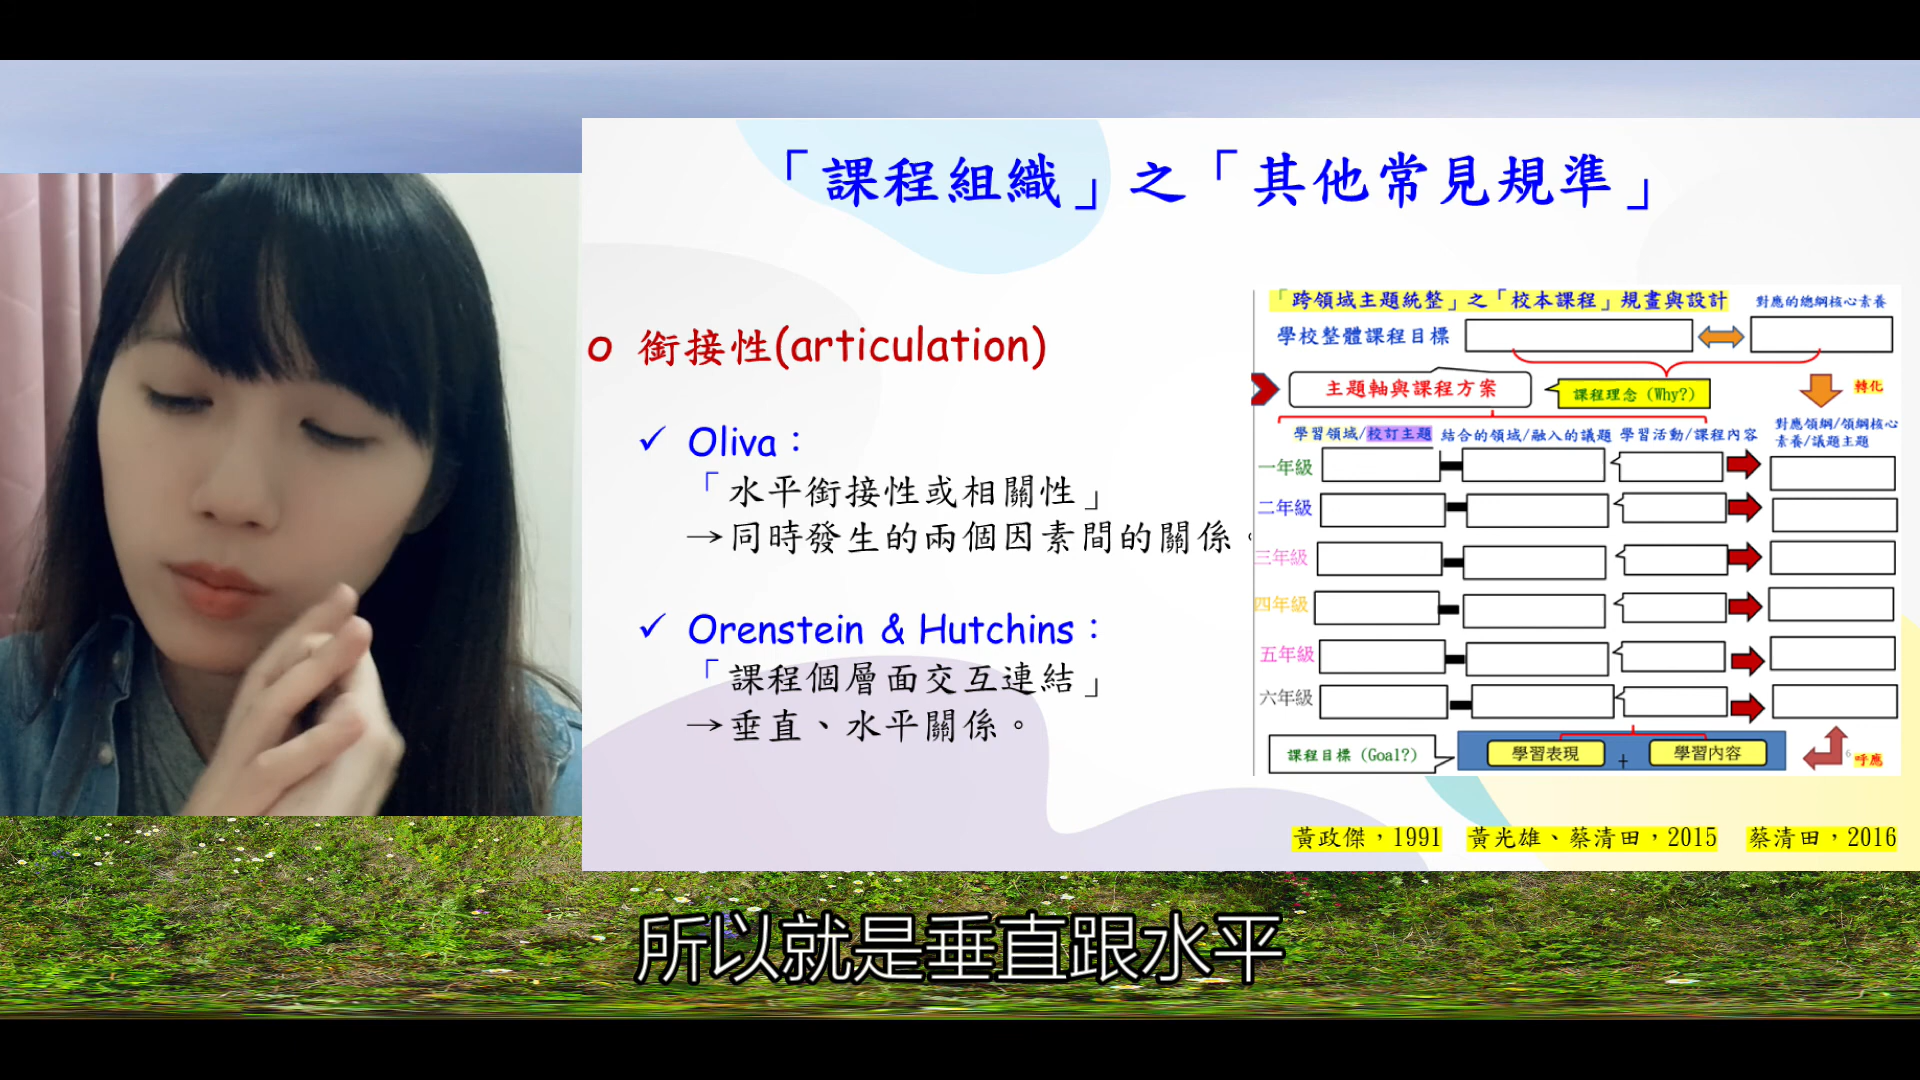 「課程組織」之「其他常見規準」
o 銜接性(articulation)
✓ Oliva：
「水平銜接性或相關性」
→同時發生的兩個因素間的關係。
✓ Orenstein & Hutchins：
「課程個層面交互連結」
→垂直、水平關係。
「跨領域主題統整」之「校本課程」規畫與設計
對應的總綱核心素養
學校整體課程目標
主題軸與課程方案
課程理念 (Why?)
轉化
學習領域/校訂主題 結合的領域/融入的議題 學習活動/課程內容
對應領綱/領綱核心
素養/議題主題
一年級
二年級
三年級
四年級
五年級
六年級
課程目標 (Goal?)
學習表現 + 學習內容
6
呼應
黃政傑，1991 黃光雄、蔡清田，2015 蔡清田，2016
所以就是垂直跟水平